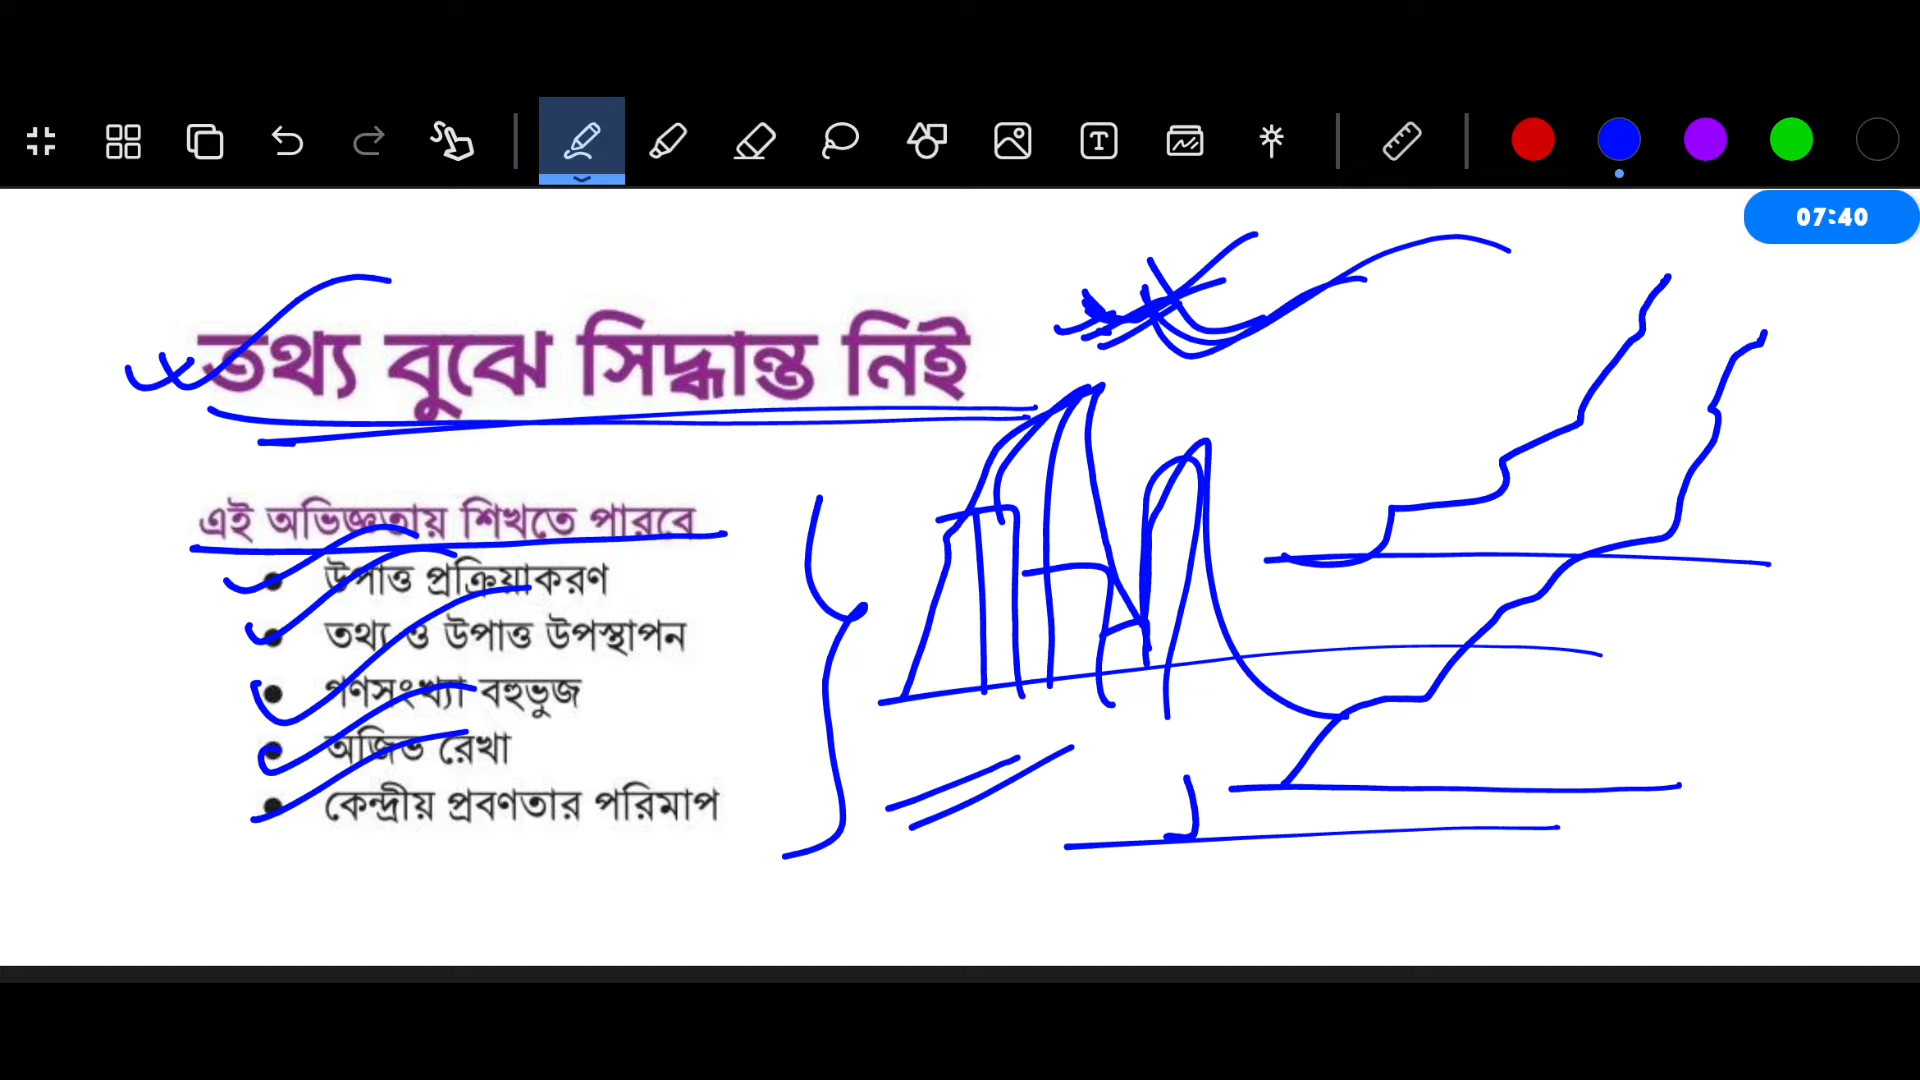 07:40
তথ্য বুঝে সিদ্ধান্ত নিই
এই অভিজ্ঞতায় শিখতে পারবে
● উপাত্ত প্রক্রিয়াকরণ
● তথ্য ও উপাত্ত উপস্থাপন
● গণসংখ্যা বহুভুজ
● অজিভ রেখা
● কেন্দ্রীয় প্রবণতার পরিমাপ